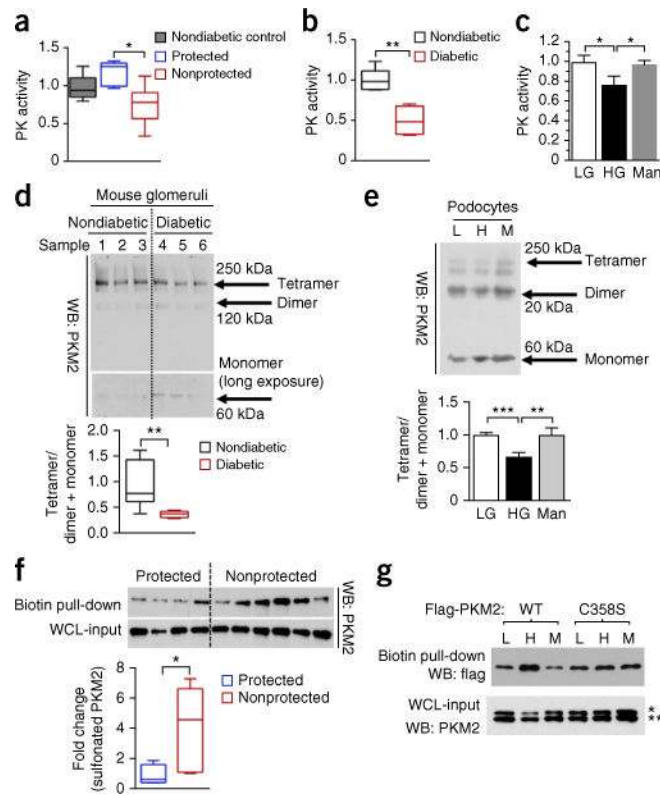 a
PK activity
1.5
1.0
0.5
0
*
Nondiabetic control
Protected
Nonprotected
b
PK activity
1.5
1.0
0.5
0
**
Nondiabetic
Diabetic
c
PK activity
1.2
1.0
0.8
0.6
0.4
0.2
0
* *
LG HG Man
d
Mouse glomeruli
Nondiabetic Diabetic
Sample 1 2 3 4 5 6
WB: PKM2
250 kDa
Tetramer
Dimer
120 kDa
Monomer
(long exposure)
60 kDa
Tetramer/
dimer + monomer
2.0
1.5
1.0
0.5
0.0
**
Nondiabetic
Diabetic
e
Podocytes
L H M
WB: PKM2
250 kDa
Tetramer
Dimer
20 kDa
60 kDa
Monomer
Tetramer/
dimer + monomer
1.5
1.0
0.5
0
*** **
LG HG Man
f
Protected Nonprotected
Biotin pull-down
WCL-input
WB: PKM2
Fold change
(sulfonated PKM2)
8
6
4
2
0
*
Protected
Nonprotected
g
Flag-PKM2: WT C358S
L H M L H M
Biotin pull-down
WB: flag
WCL-input
WB: PKM2
*
**